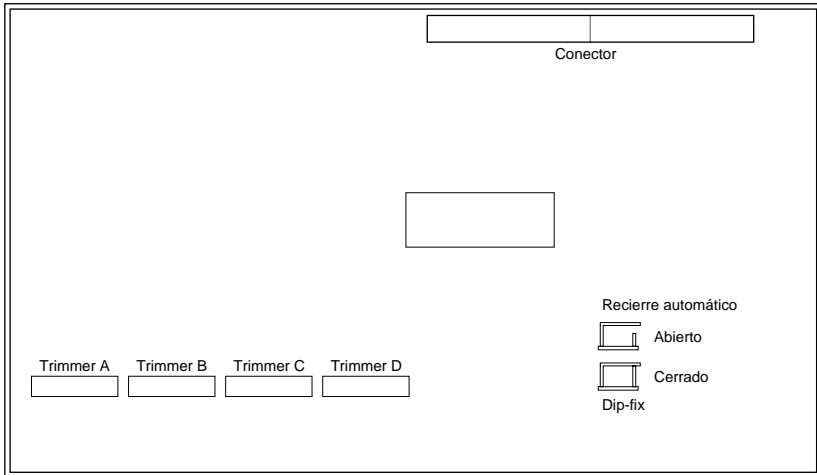 Conector
Recierre automático
Abierto
Trimmer A
Trimmer B
Trimmer C
Trimmer D
Cerrado
Dip-fix